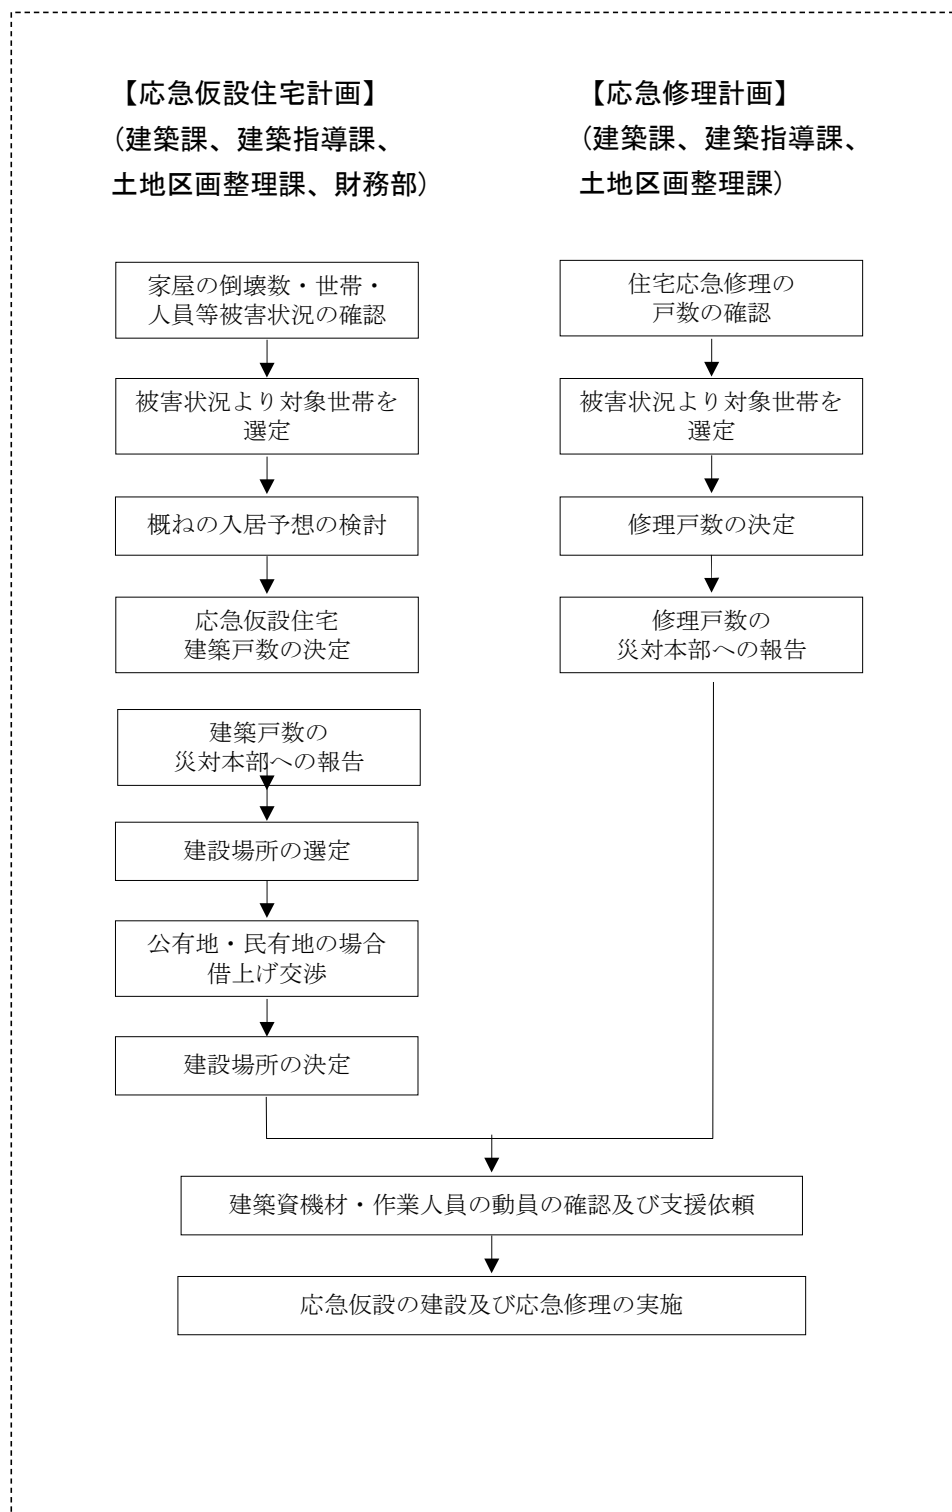 【応急仮設住宅計画】
（建築課、建築指導課、
土地区画整理課、財務部）
家屋の倒壊数・世帯・
人員等被害状況の確認
被害状況より対象世帯を
選定
概ねの入居予想の検討
応急仮設住宅
建築戸数の決定
建築戸数の
災対本部への報告
建設場所の選定
公有地・民有地の場合
借上げ交渉
建設場所の決定
【応急修理計画】
（建築課、建築指導課、
土地区画整理課）
住宅応急修理の
戸数の確認
被害状況より対象世帯を
選定
修理戸数の決定
修理戸数の
災対本部への報告
建築資機材・作業人員の動員の確認及び支援依頼
応急仮設の建設及び応急修理の実施